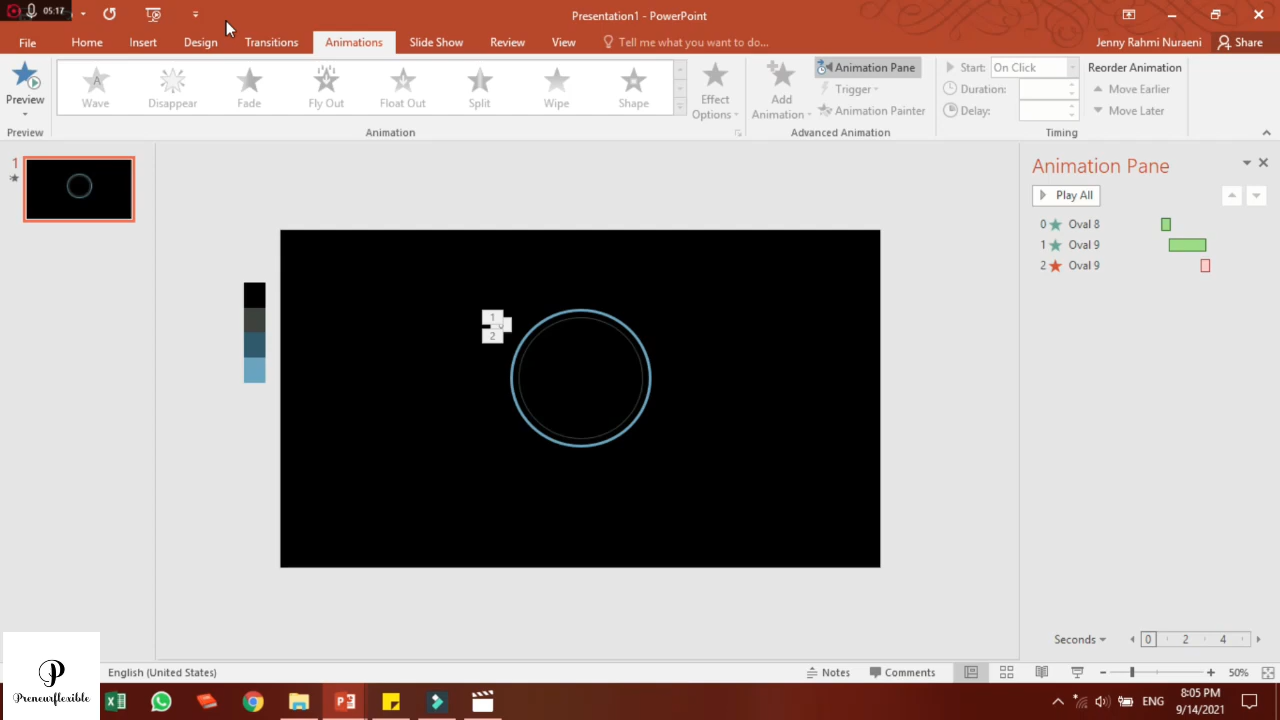 05:17
Presentation1 - PowerPoint
File
Home
Insert
Design
Transitions
Animations
Slide Show
Review
View
Tell me what you want to do...
Jenny Rahmi Nuraeni
Share
Preview
Wave
Disappear
Fade
Fly Out
Float Out
Split
Wipe
Shape
Effect
Options
Add
Animation
Animation Pane
Trigger
Animation Painter
Start: On Click
Duration:
Delay:
Reorder Animation
Move Earlier
Move Later
Preview
Animation
Advanced Animation
Timing
1
Animation Pane
Play All
0 Oval 8
1 Oval 9
2 Oval 9
1
2
Seconds
0
2
4
P
Preneurflexible
English (United States)
Notes
Comments
50%
ENG
8:05 PM
9/14/2021